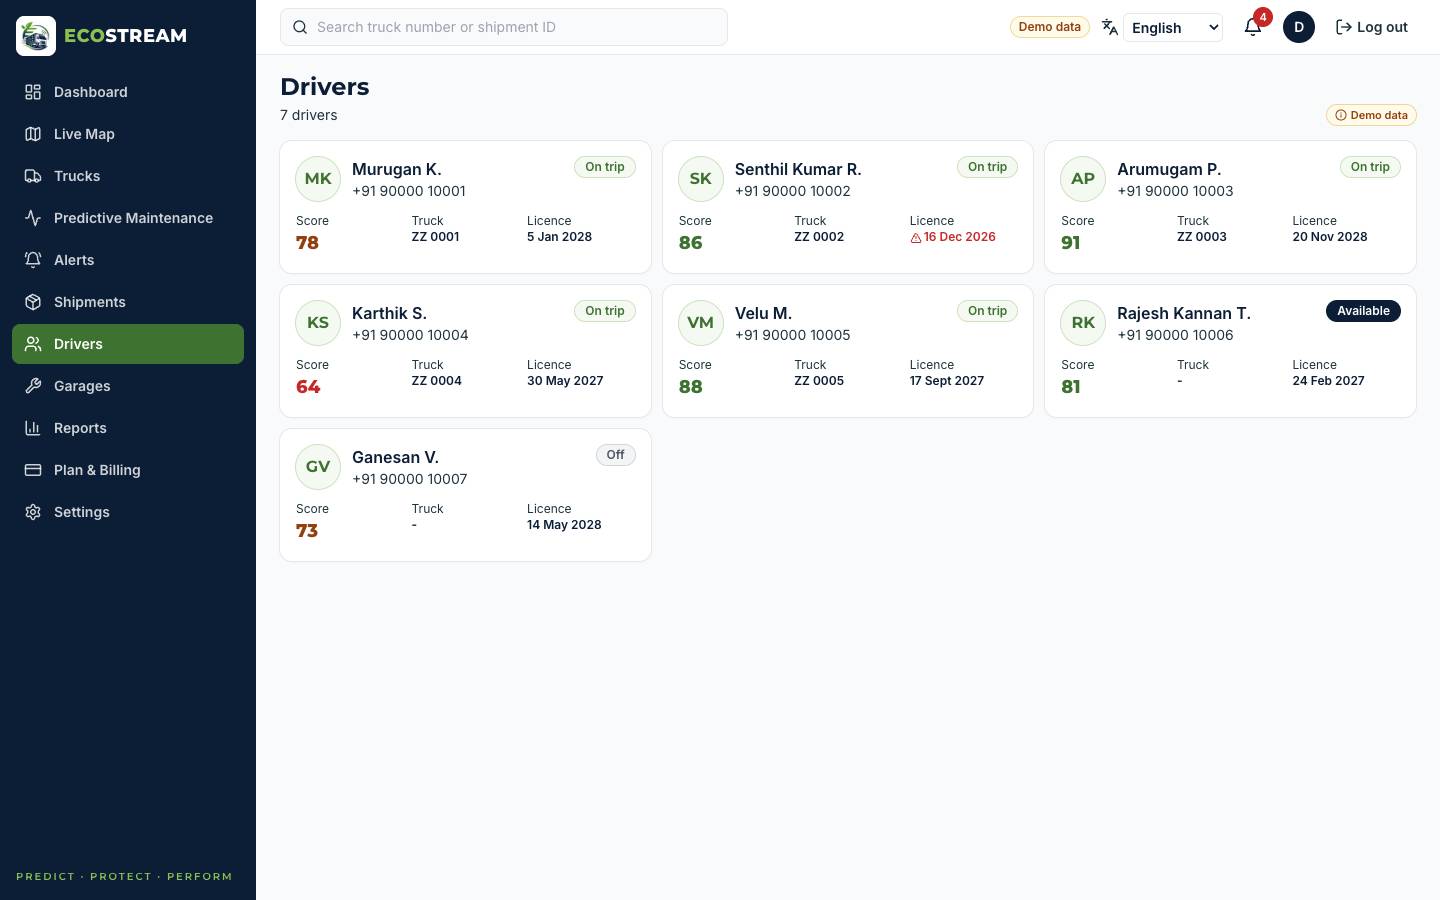 ECOSTREAM
Search truck number or shipment ID
Demo data
English
4
D
Log out
Dashboard
Live Map
Trucks
Predictive Maintenance
Alerts
Shipments
Drivers
Garages
Reports
Plan & Billing
Settings
PREDICT · PROTECT · PERFORM
Drivers
7 drivers
Demo data
MK
Murugan K.
On trip
+91 90000 10001
Score Truck Licence
78 ZZ 0001 5 Jan 2028
SK
Senthil Kumar R.
On trip
+91 90000 10002
Score Truck Licence
86 ZZ 0002 16 Dec 2026
AP
Arumugam P.
On trip
+91 90000 10003
Score Truck Licence
91 ZZ 0003 20 Nov 2028
KS
Karthik S.
On trip
+91 90000 10004
Score Truck Licence
64 ZZ 0004 30 May 2027
VM
Velu M.
On trip
+91 90000 10005
Score Truck Licence
88 ZZ 0005 17 Sept 2027
RK
Rajesh Kannan T.
Available
+91 90000 10006
Score Truck Licence
81 - 24 Feb 2027
GV
Ganesan V.
Off
+91 90000 10007
Score Truck Licence
73 - 14 May 2028